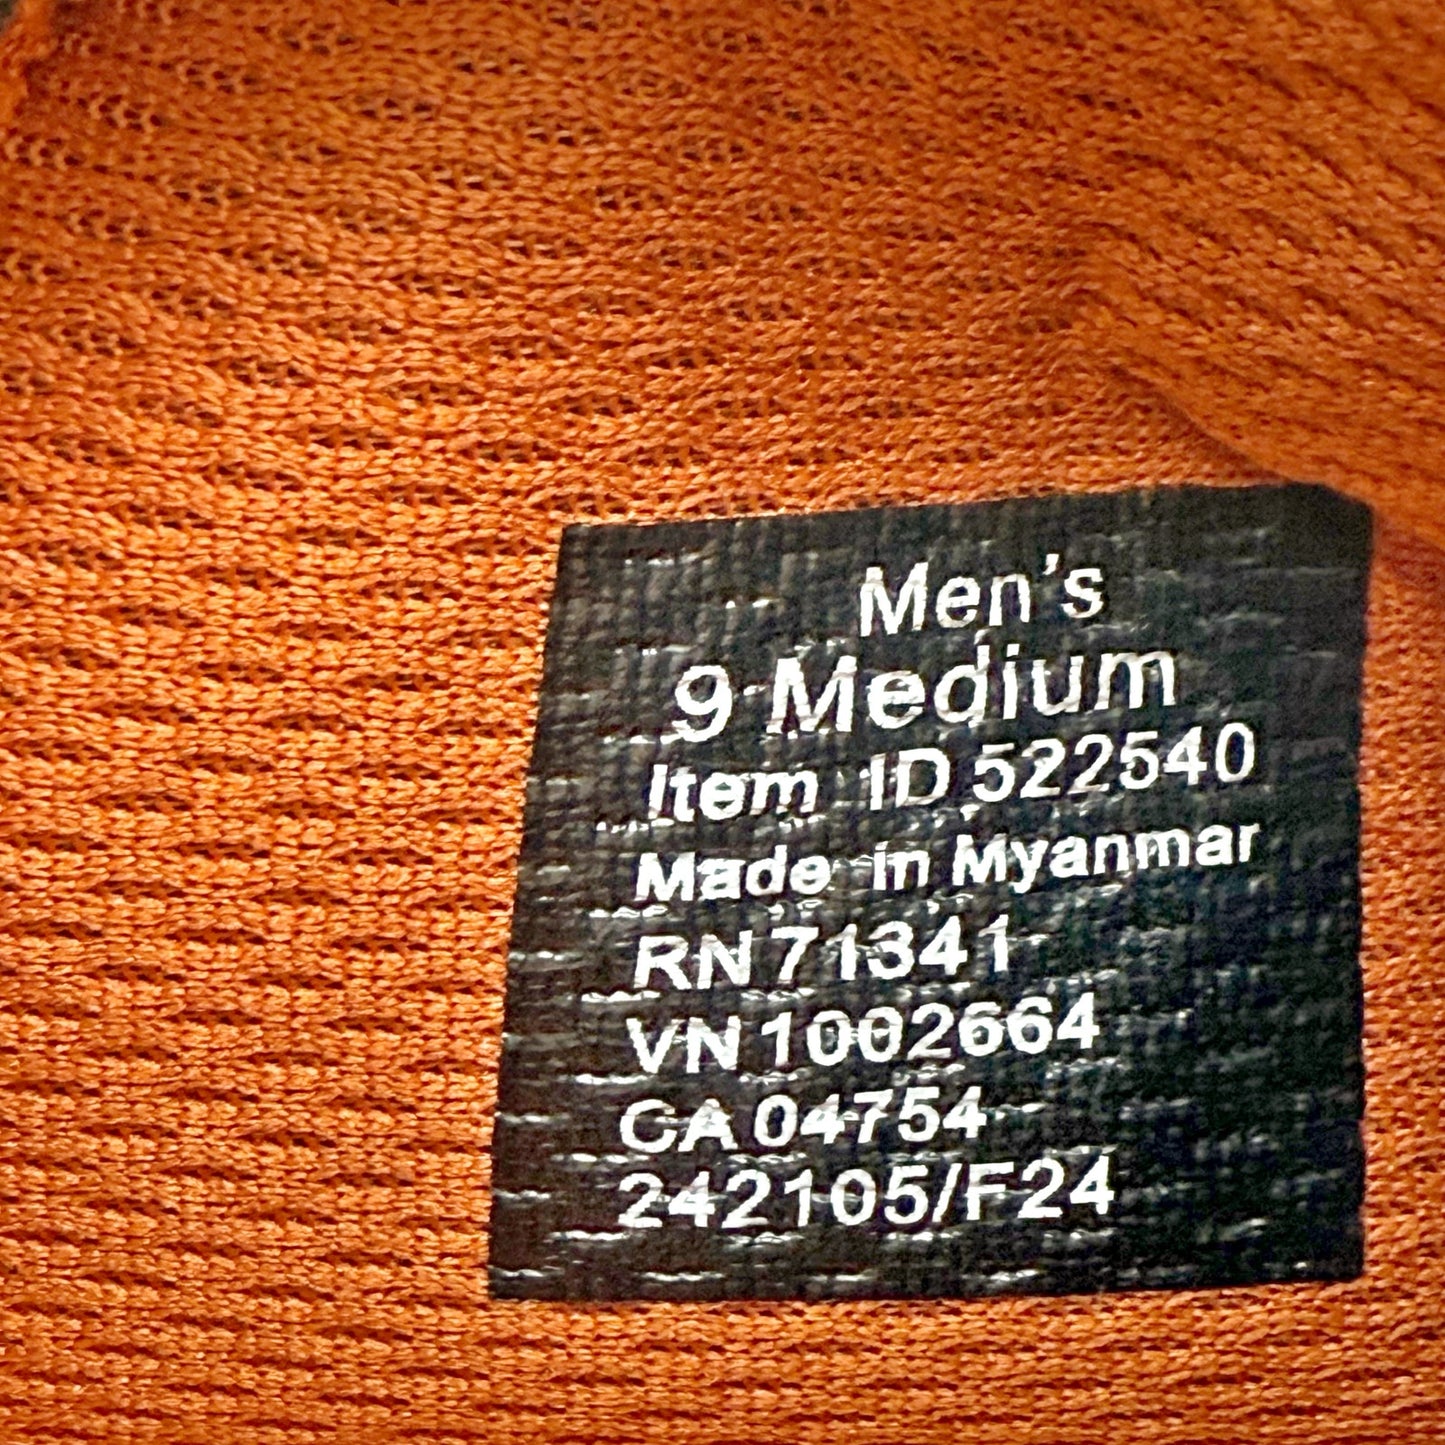 Men's
9 Medium
Item ID 522540
Made in Myanmar
RN 71341
VN 1002664
CA 04754
242105/F24